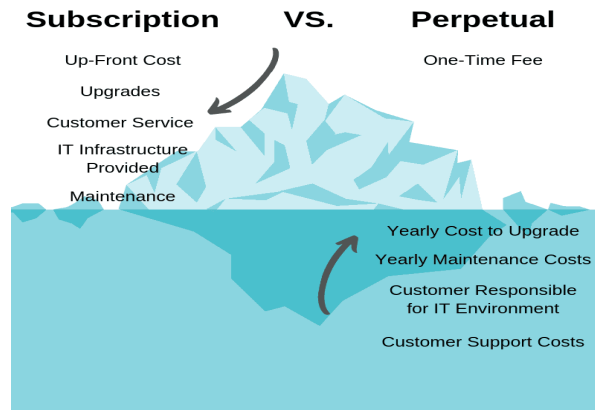 Subscription VS. Perpetual
Up-Front Cost
Upgrades
Customer Service
IT Infrastructure
Provided
Maintenance
One-Time Fee
Yearly Cost to Upgrade
Yearly Maintenance Costs
Customer Responsible
for IT Environment
Customer Support Costs